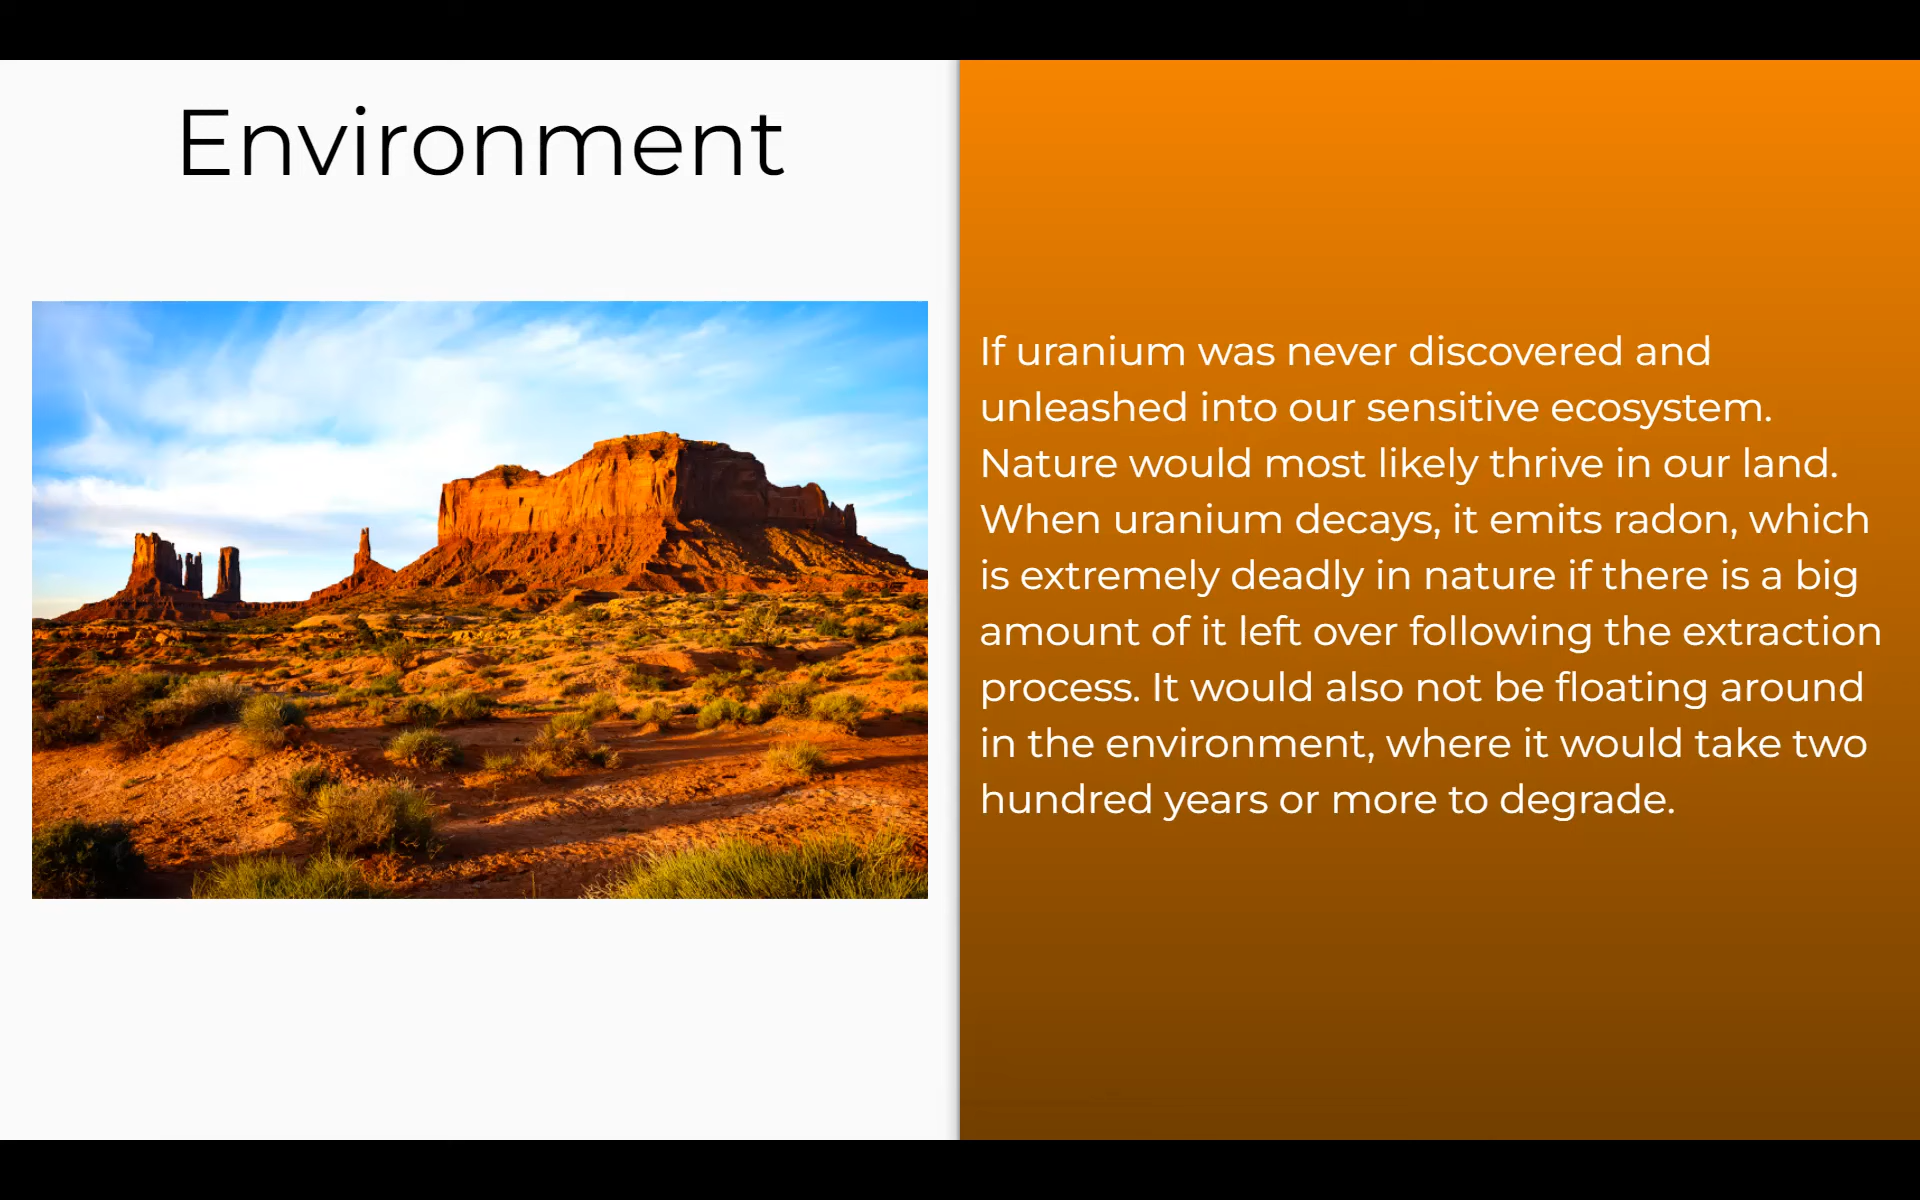 Environment
If uranium was never discovered and
unleashed into our sensitive ecosystem.
Nature would most likely thrive in our land.
When uranium decays, it emits radon, which
is extremely deadly in nature if there is a big
amount of it left over following the extraction
process. It would also not be floating around
in the environment, where it would take two
hundred years or more to degrade.